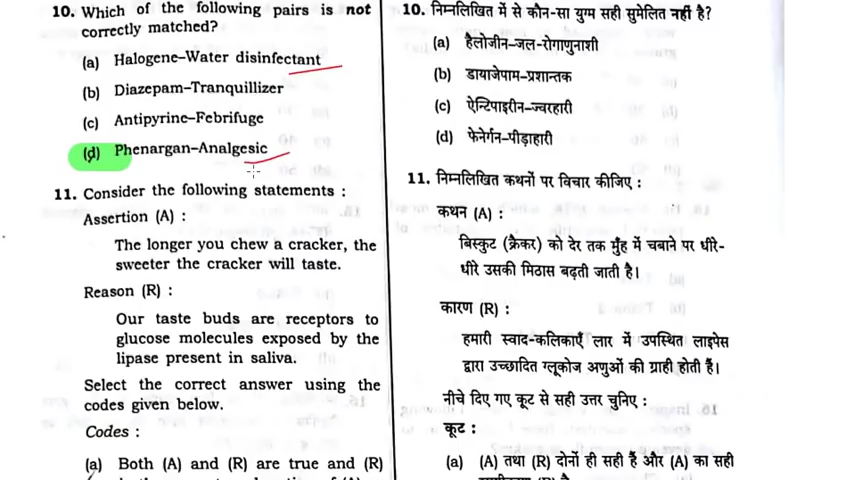 10. Which of the following pairs is not
correctly matched?
(a) Halogene–Water disinfectant
(b) Diazepam–Tranquillizer
(c) Antipyrine–Febrifuge
(d) Phenargan–Analgesic
11. Consider the following statements :
Assertion (A) :
The longer you chew a cracker, the
sweeter the cracker will taste.
Reason (R) :
Our taste buds are receptors to
glucose molecules exposed by the
lipase present in saliva.
Select the correct answer using the
codes given below.
Codes :
(a) Both (A) and (R) are true and (R)
10. निम्नलिखित में से कौन-सा युग्म सही सुमेलित नहीं है?
(a) हैलोजीन–जल-रोगाणुनाशी
(b) डायाजेपाम–प्रशान्तक
(c) ऐन्टिपाइरीन–ज्वरहारी
(d) फेनेर्गन–पीड़ाहारी
11. निम्नलिखित कथनों पर विचार कीजिए :
कथन (A) :
बिस्कुट (क्रैकर) को देर तक मुँह में चबाने पर धीरे-
धीरे उसकी मिठास बढ़ती जाती है।
कारण (R) :
हमारी स्वाद-कलिकाएँ लार में उपस्थित लाइपेस
द्वारा उच्छादित ग्लूकोज अणुओं की ग्राही होती हैं।
नीचे दिए गए कूट से सही उत्तर चुनिए :
कूट :
(a) (A) तथा (R) दोनों ही सही हैं और (A) का सही